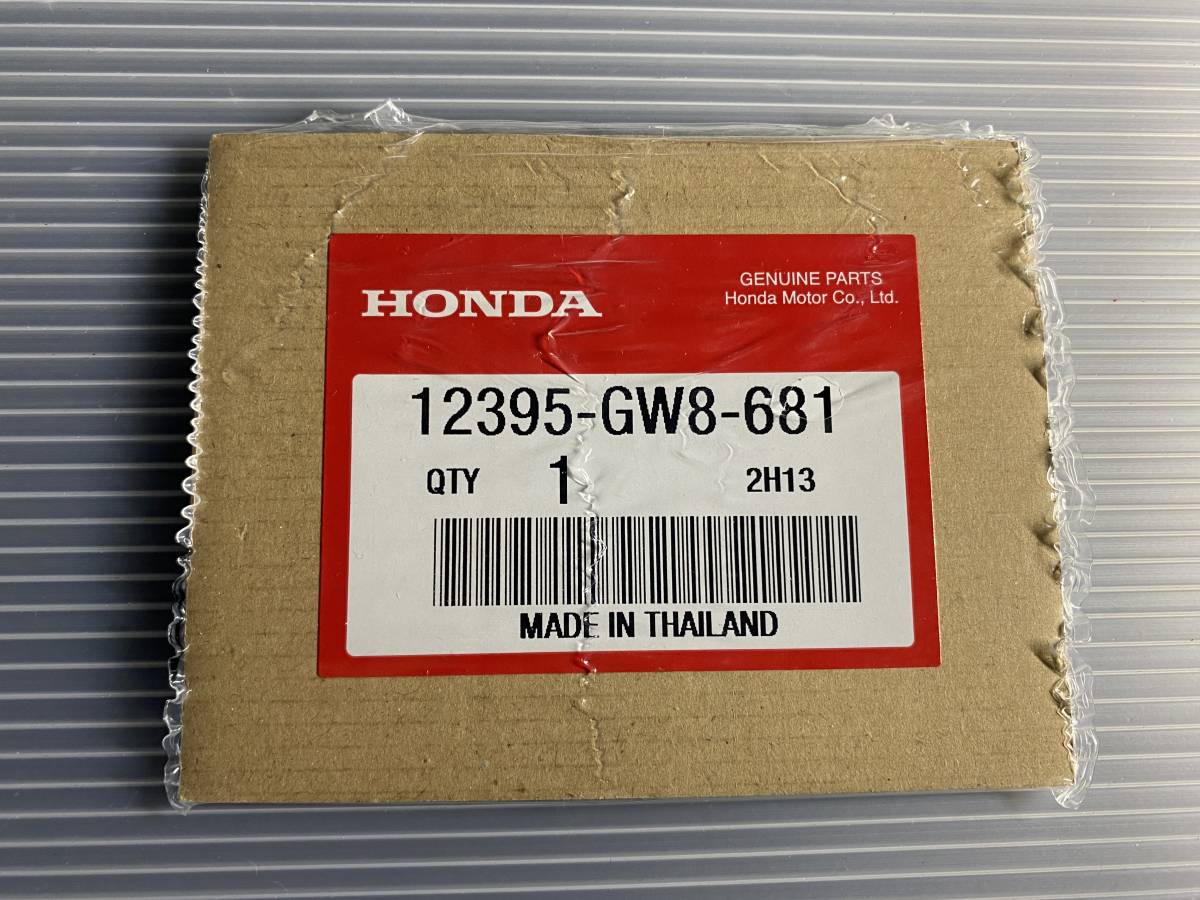 HONDA
GENUINE PARTS
Honda Motor Co., Ltd.
12395-GW8-681
QTY 1 2H13
MADE IN THAILAND